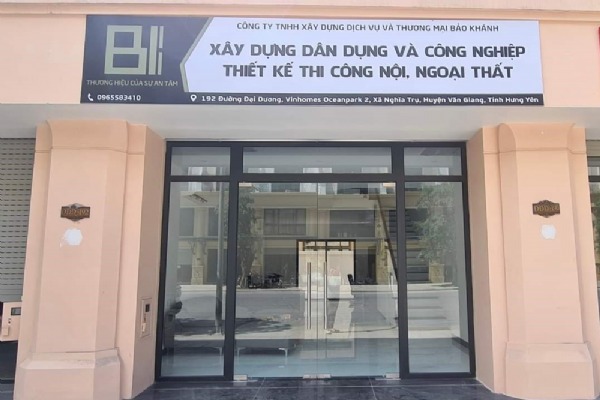 BK
THƯƠNG HIỆU CỦA SỰ AN TÂM
0965583410
CÔNG TY TNHH XÂY DỰNG DỊCH VỤ VÀ THƯƠNG MẠI BẢO KHÁNH
XÂY DỰNG DÂN DỤNG VÀ CÔNG NGHIỆP
THIẾT KẾ THI CÔNG NỘI, NGOẠI THẤT
192 Đường Đại Dương, Vinhomes Oceanpark 2, Xã Nghĩa Trụ, Huyện Văn Giang, Tỉnh Hưng Yên